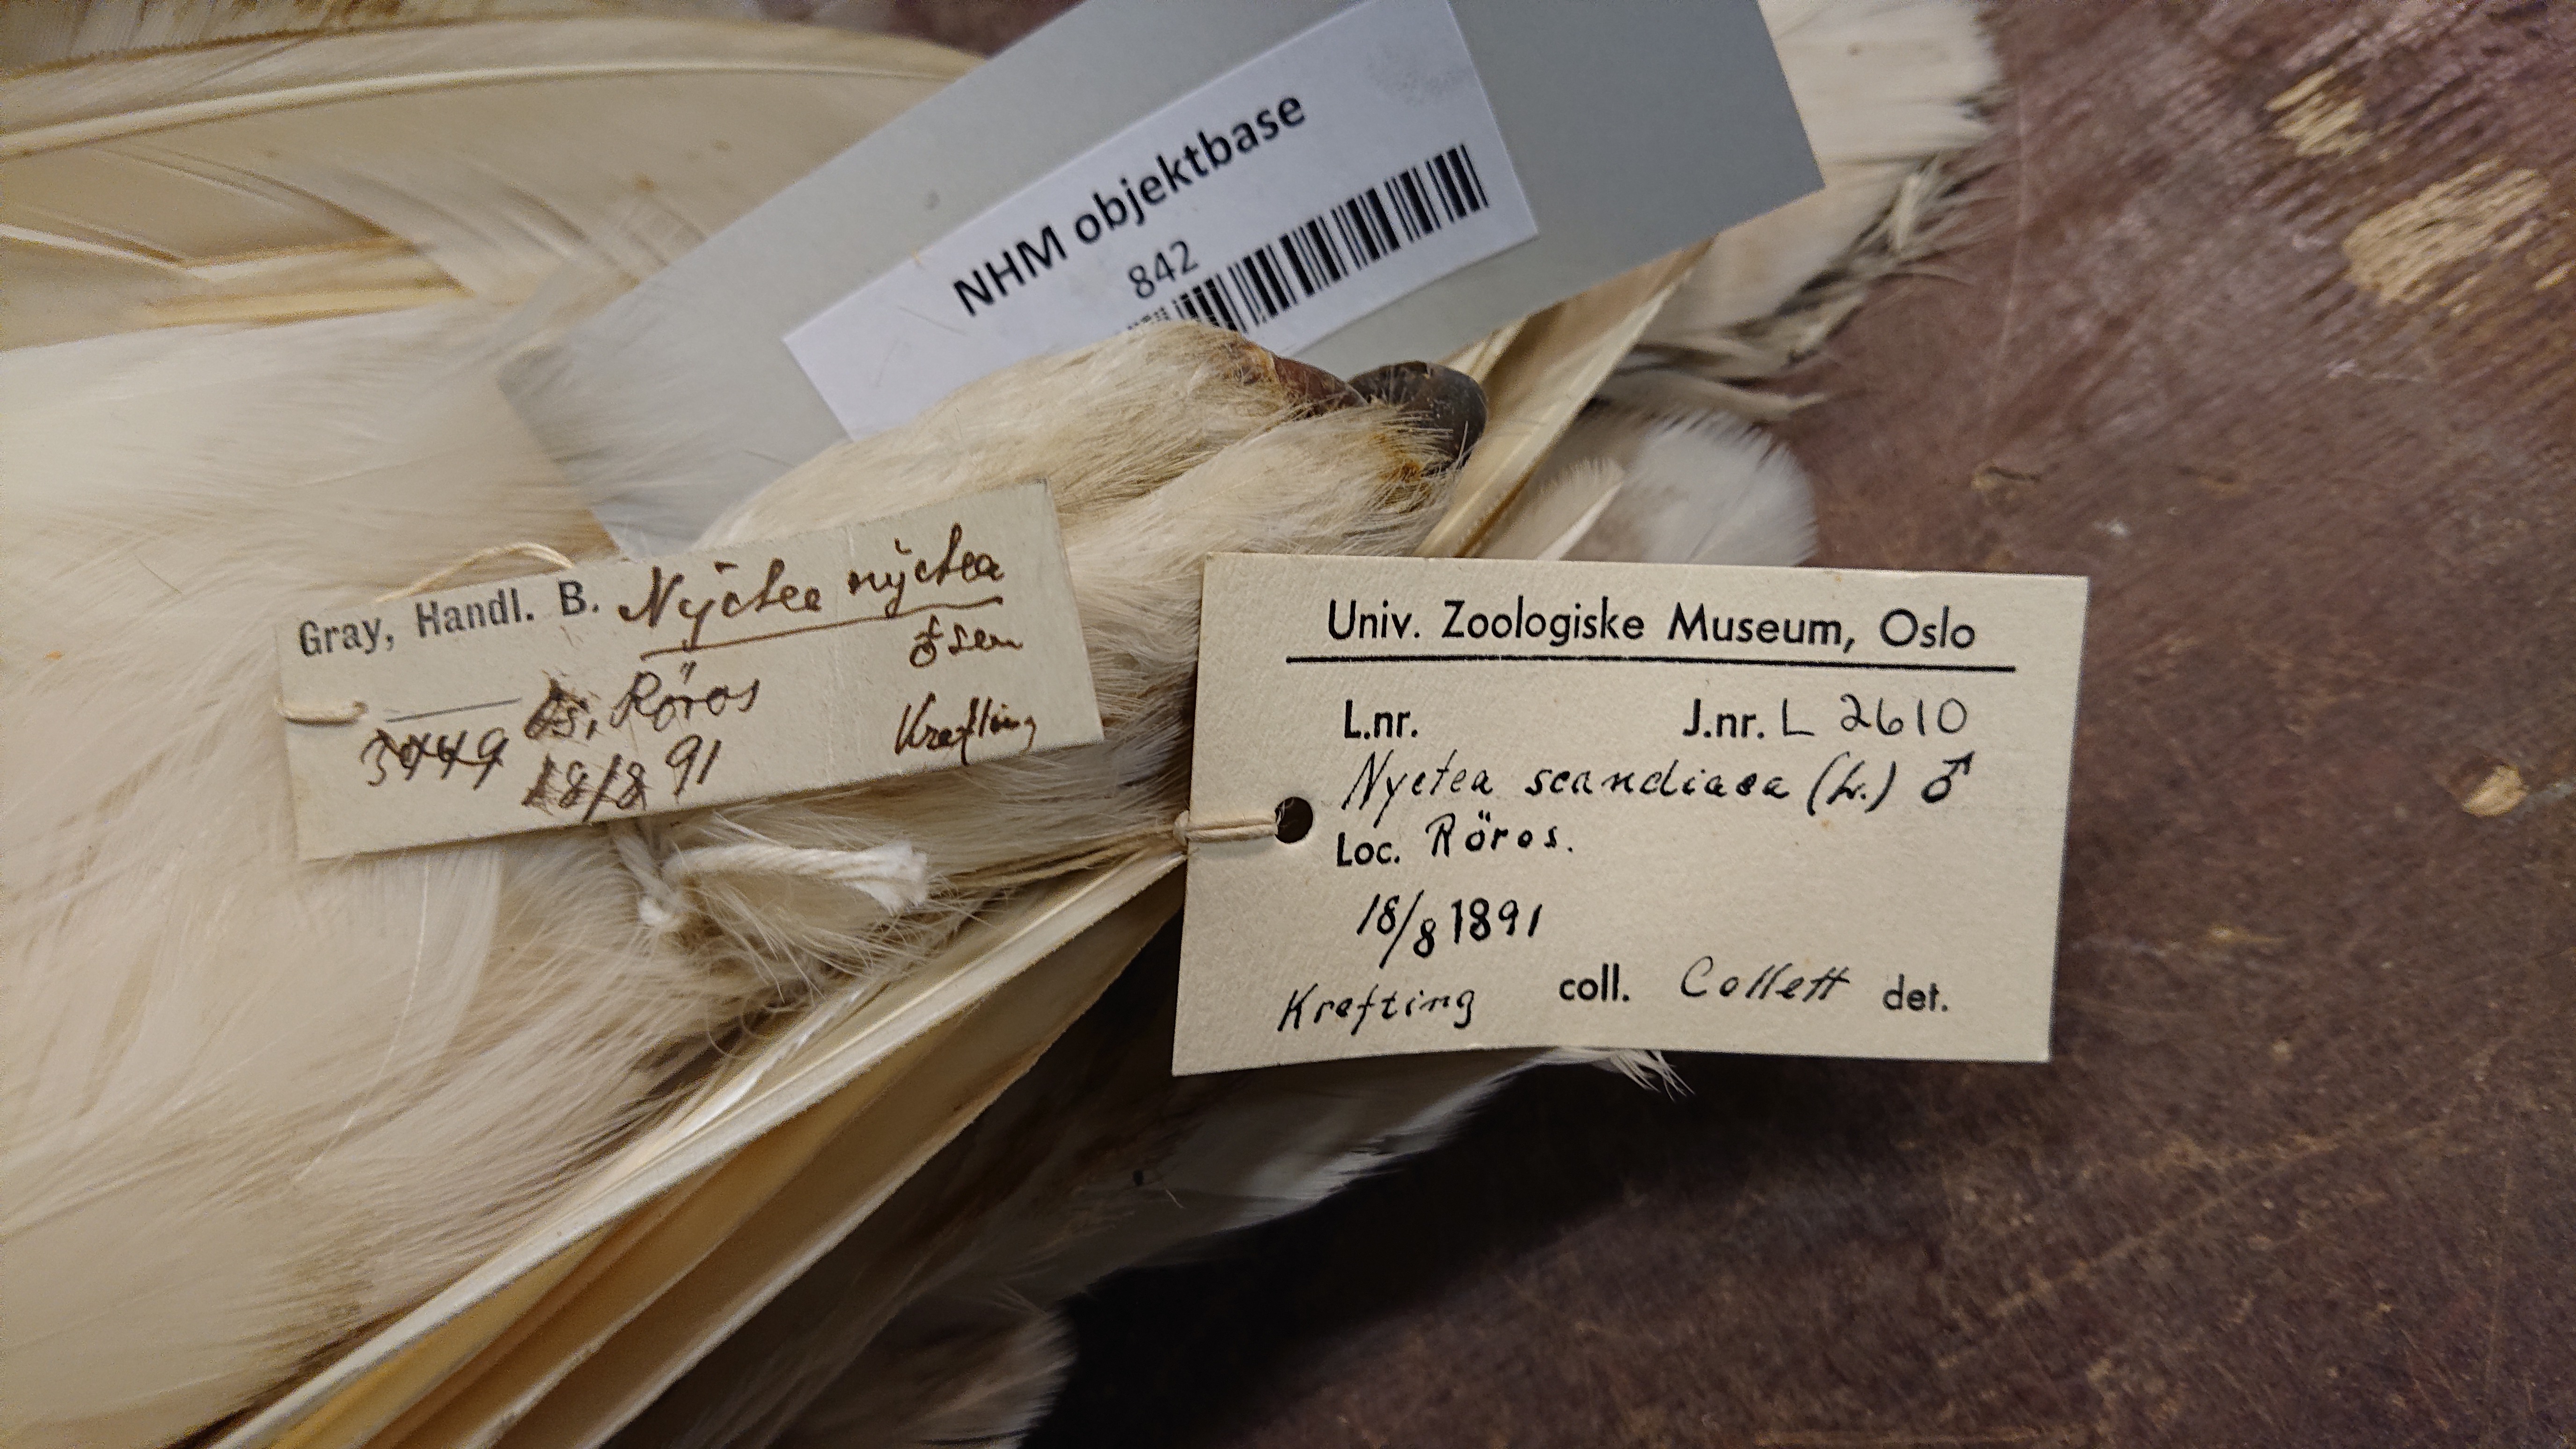 NHM objektbase
842
Gray, Handl. B. Nyctea nyctea
♂ sen
Röros
3449
18/8 91
Krefting
Univ. Zoologiske Museum, Oslo
L.nr. J.nr. L 2610
Nyctea scandiaca (L.) ♂
Loc. Röros.
18/8 1891
Krefting coll. Collett det.